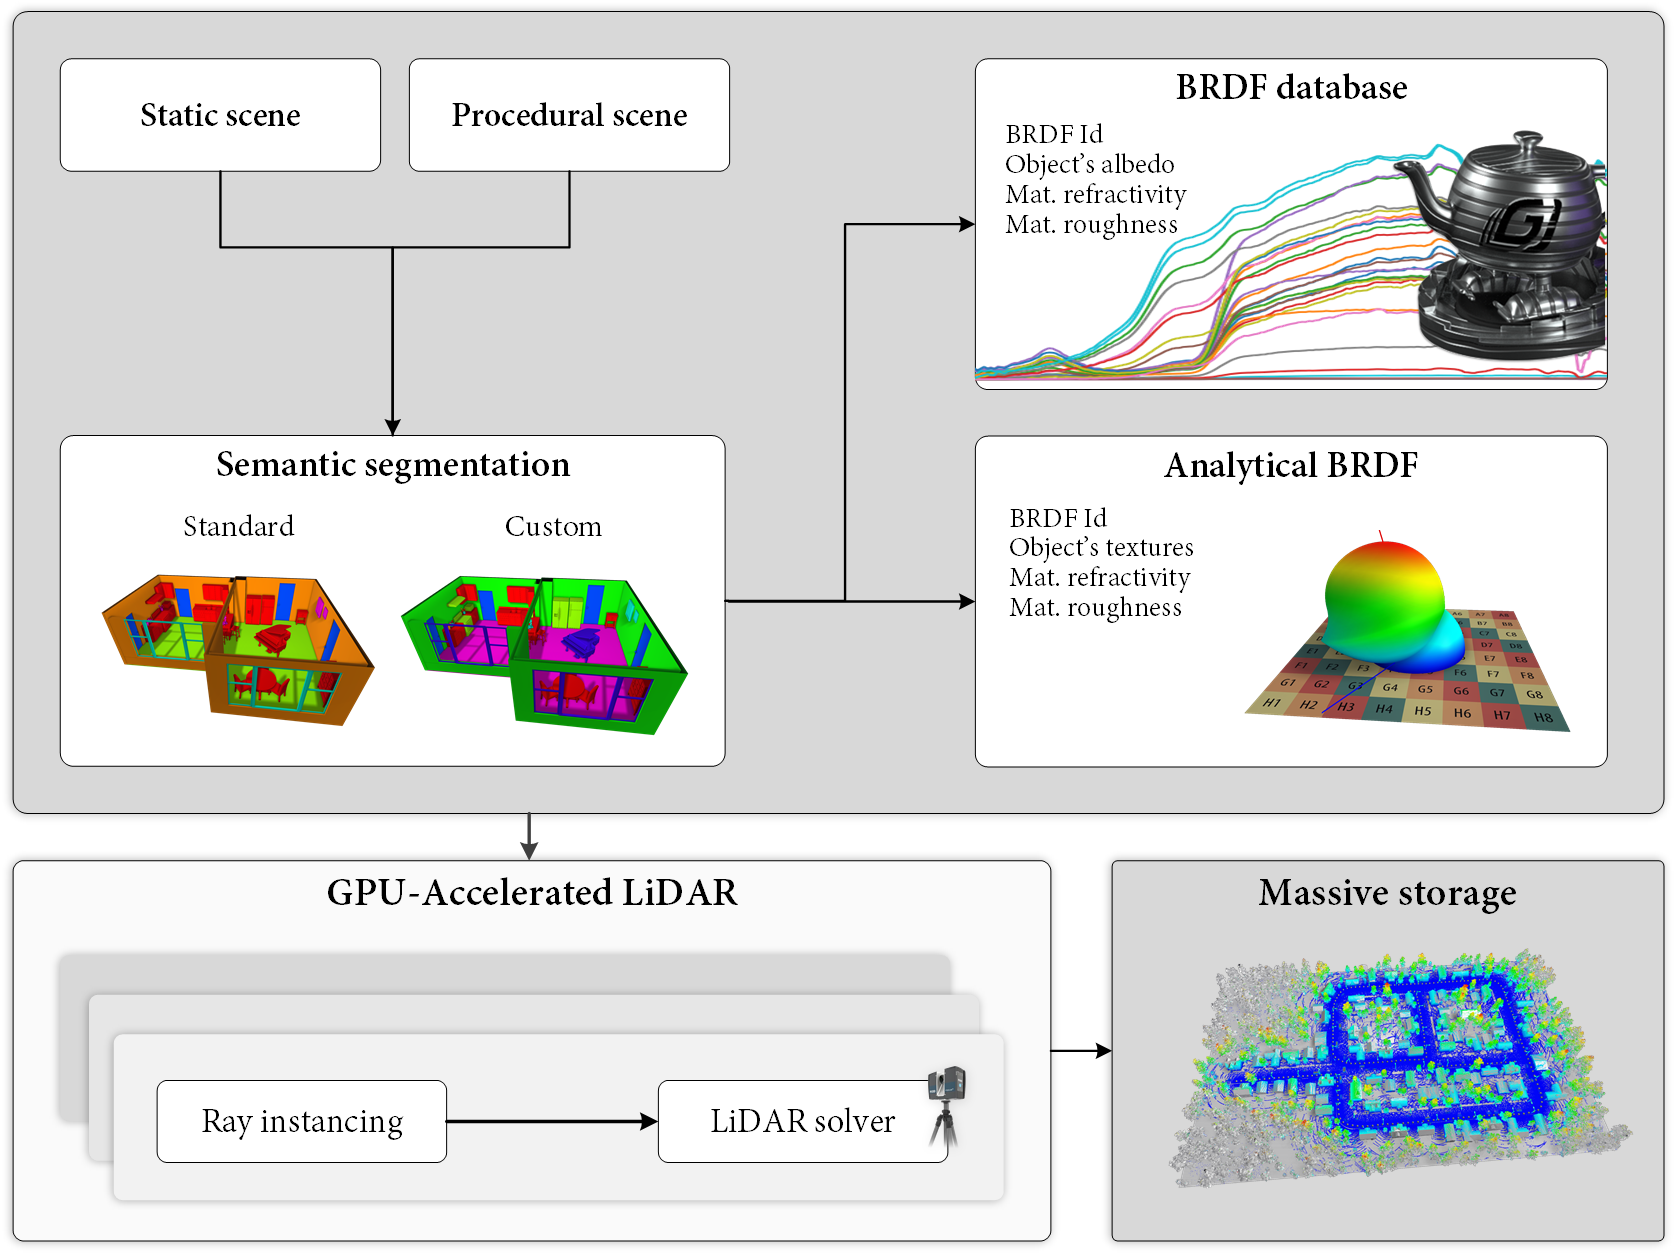 Static scene
Procedural scene
BRDF database
BRDF Id
Object's albedo
Mat. refractivity
Mat. roughness
Semantic segmentation
Standard
Custom
Analytical BRDF
BRDF Id
Object's textures
Mat. refractivity
Mat. roughness
A6 A7 A8
B7 B8
C7 C8
D7 D8
E1 E7 E8
F1 F2 F3 F6 F7 F8
G1 G2 G3 G4 G5 G6 G7 G8
H1 H2 H3 H4 H5 H6 H7 H8
GPU-Accelerated LiDAR
Ray instancing
LiDAR solver
Massive storage